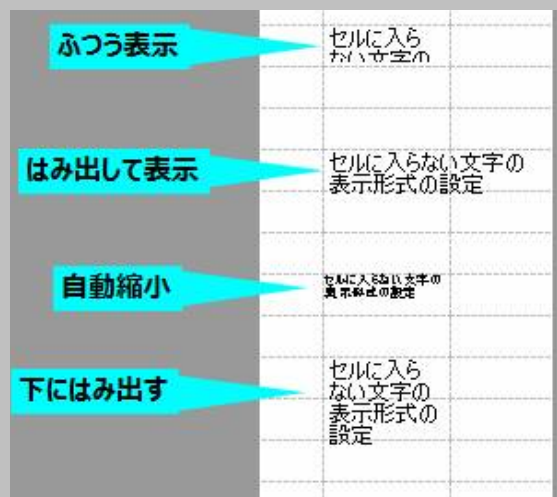 ふつう表示
セルに入ら
ない文字の
はみ出して表示
セルに入らない文字の
表示形式の設定
自動縮小
セルに入らない文字の
表示形式の設定
下にはみ出す
セルに入ら
ない文字の
表示形式の
設定